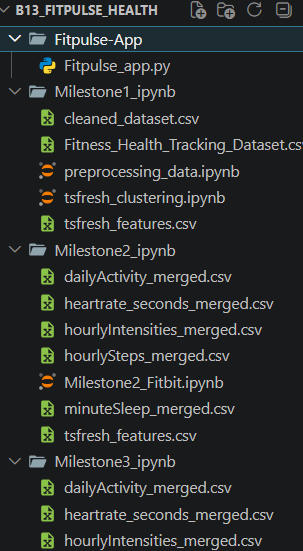 B13_FITPULSE_HEALTH
Fitpulse-App
Fitpulse_app.py
Milestone1_ipynb
cleaned_dataset.csv
Fitness_Health_Tracking_Dataset.csv
preprocessing_data.ipynb
tsfresh_clustering.ipynb
tsfresh_features.csv
Milestone2_ipynb
dailyActivity_merged.csv
heartrate_seconds_merged.csv
hourlyIntensities_merged.csv
hourlySteps_merged.csv
Milestone2_Fitbit.ipynb
minuteSleep_merged.csv
tsfresh_features.csv
Milestone3_ipynb
dailyActivity_merged.csv
heartrate_seconds_merged.csv
hourlyIntensities_merged.csv